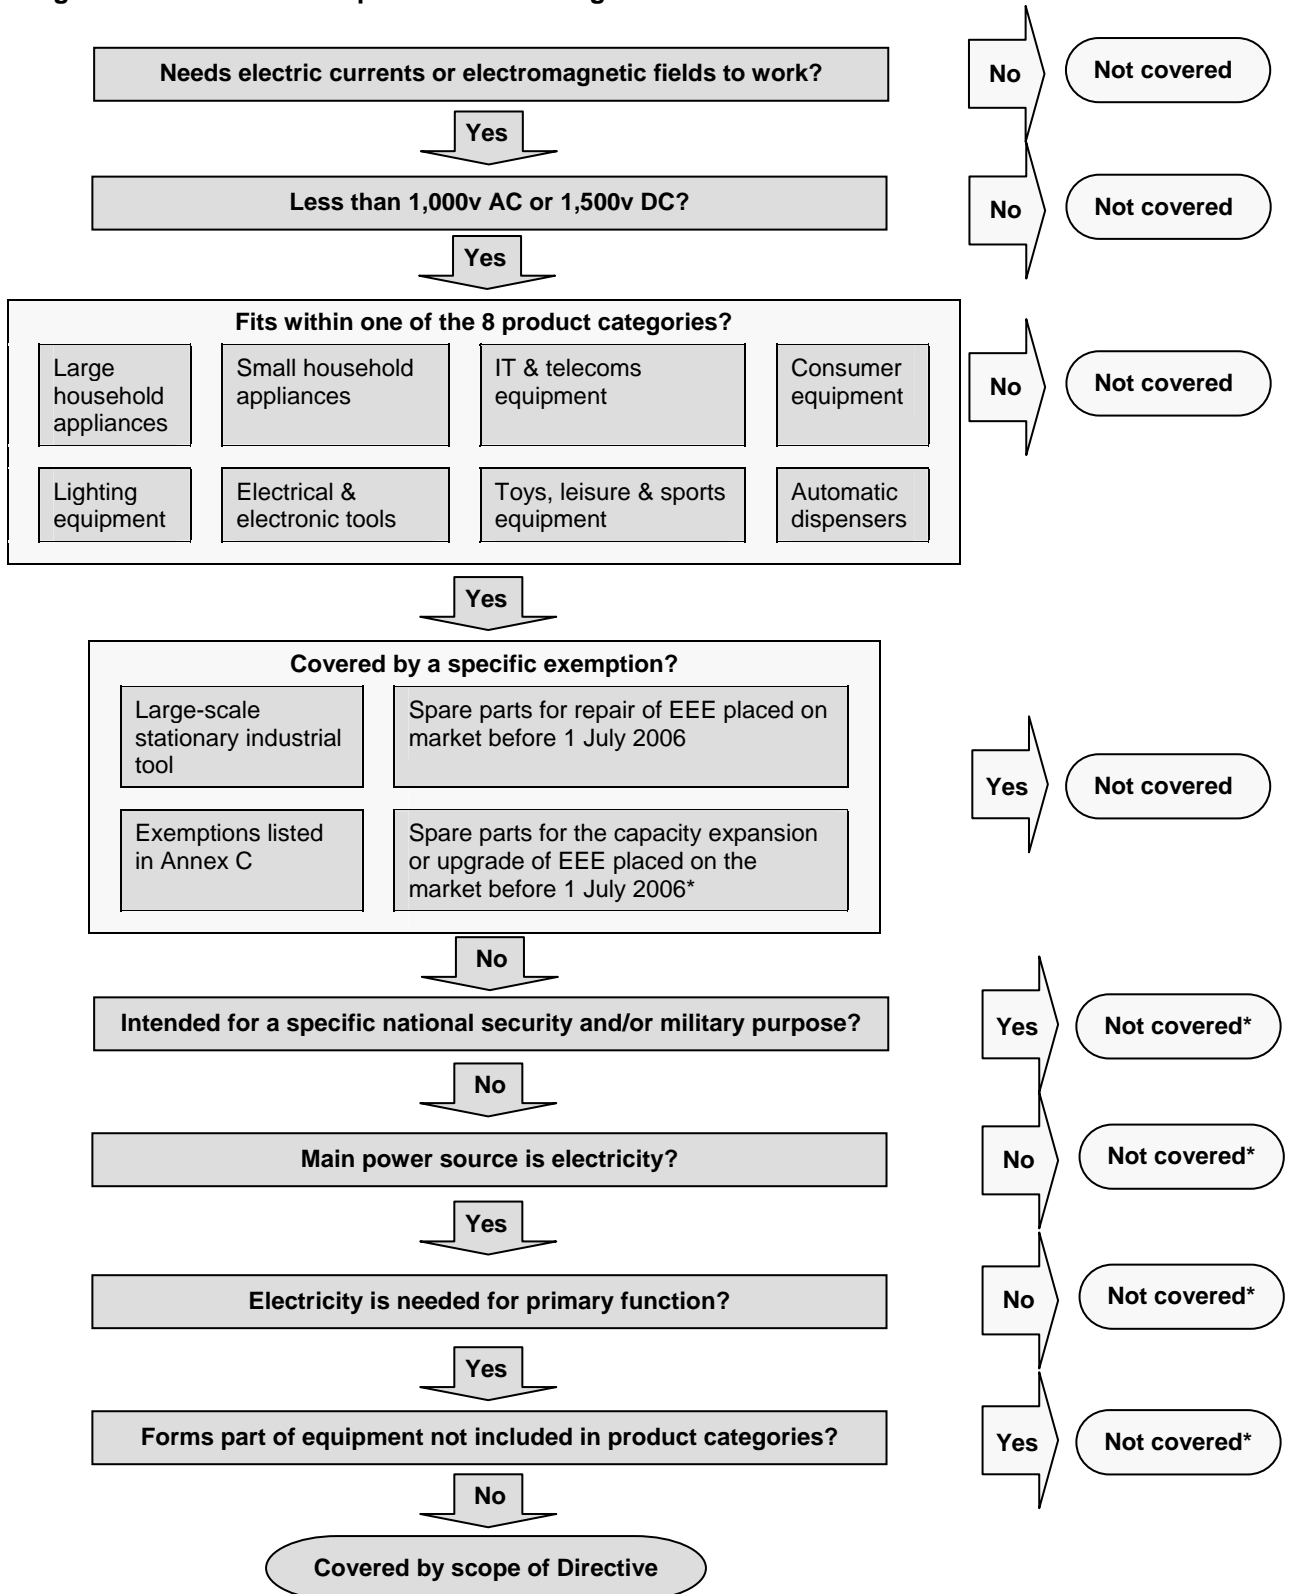 Needs electric currents or electromagnetic fields to work?
No
Not covered
Yes
Less than 1,000v AC or 1,500v DC?
No
Not covered
Yes
Fits within one of the 8 product categories?
Large
household
appliances
Small household
appliances
IT & telecoms
equipment
Consumer
equipment
No
Not covered
Lighting
equipment
Electrical &
electronic tools
Toys, leisure & sports
equipment
Automatic
dispensers
Yes
Covered by a specific exemption?
Large-scale
stationary industrial
tool
Spare parts for repair of EEE placed on
market before 1 July 2006
Yes
Not covered
Exemptions listed
in Annex C
Spare parts for the capacity expansion
or upgrade of EEE placed on the
market before 1 July 2006*
No
Intended for a specific national security and/or military purpose?
Yes
Not covered*
No
Main power source is electricity?
No
Not covered*
Yes
Electricity is needed for primary function?
No
Not covered*
Yes
Forms part of equipment not included in product categories?
Yes
Not covered*
No
Covered by scope of Directive